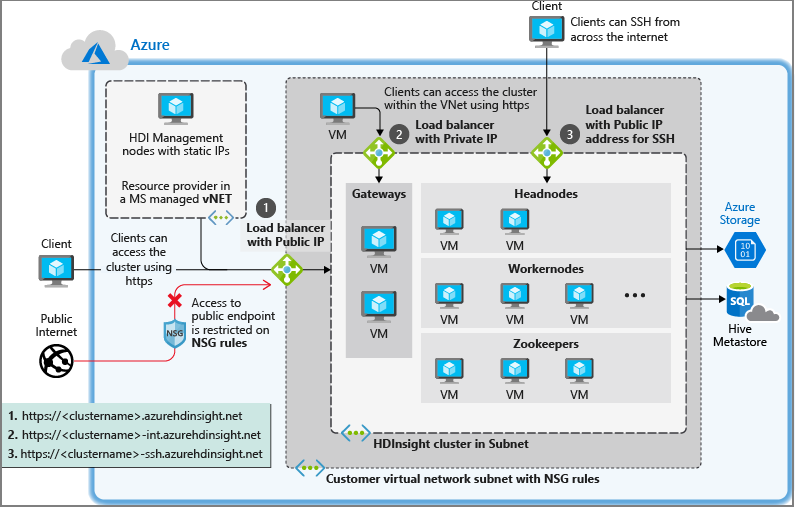 Client
Clients can SSH from
across the internet
Azure
HDI Management
nodes with static IPs
Resource provider in
a MS managed vNET
VM
Clients can access the cluster
within the VNet using https
2
Load balancer
with Private IP
3
Load balancer
with Public IP
address for SSH
1
Load balancer
with Public IP
Client
Clients can
access the
cluster using
https
Public
Internet
NSG
Access to
public endpoint
is restricted on
NSG rules
Gateways
VM
VM
Headnodes
VM
VM
Workernodes
VM
VM
VM
...
Zookeepers
VM
VM
VM
Azure
Storage
10
01
SQL
Hive
Metastore
HDInsight cluster in Subnet
Customer virtual network subnet with NSG rules
1. https://<clustername>.azurehdinsight.net
2. https://<clustername>-int.azurehdinsight.net
3. https://<clustername>-ssh.azurehdinsight.net